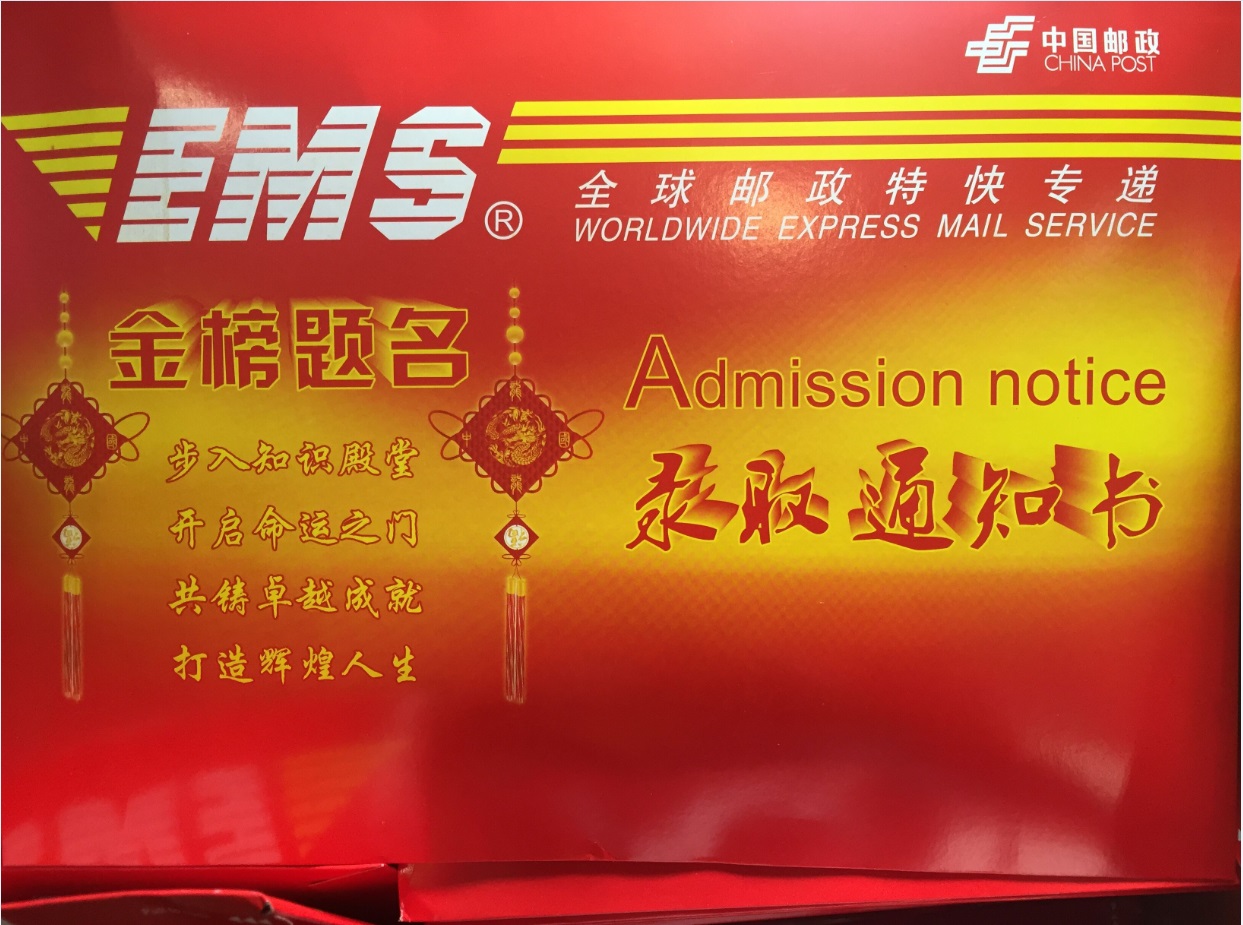 中国邮政
CHINA POST
EMS®
全球邮政特快专递
WORLDWIDE EXPRESS MAIL SERVICE
金榜题名
步入知识殿堂
开启命运之门
共铸卓越成就
打造辉煌人生
Admission notice
录取通知书